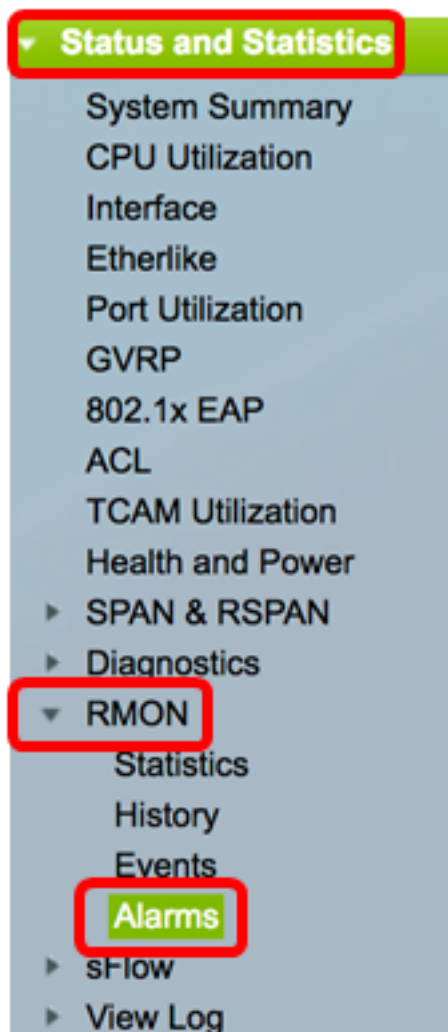 Status and Statistics
System Summary
CPU Utilization
Interface
Etherlike
Port Utilization
GVRP
802.1x EAP
ACL
TCAM Utilization
Health and Power
SPAN & RSPAN
Diagnostics
RMON
Statistics
History
Events
Alarms
sFlow
View Log